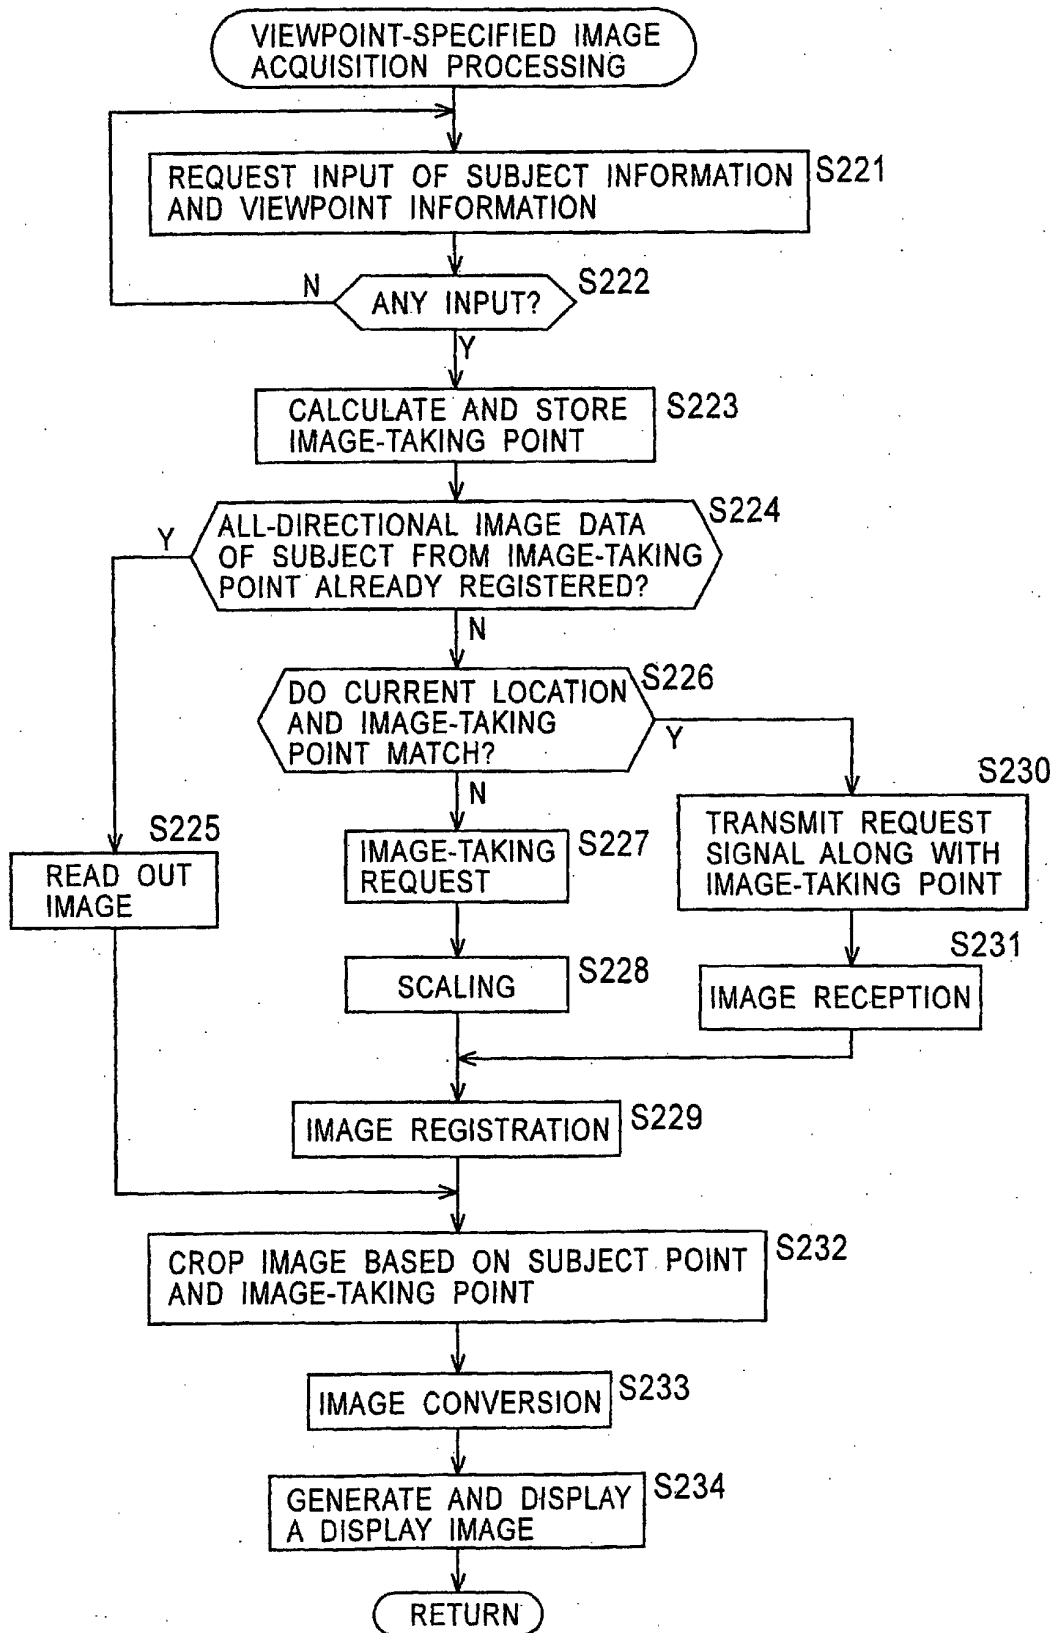 VIEWPOINT-SPECIFIED IMAGE
ACQUISITION PROCESSING
REQUEST INPUT OF SUBJECT INFORMATION
AND VIEWPOINT INFORMATION
S221
N
ANY INPUT?
S222
Y
CALCULATE AND STORE
IMAGE-TAKING POINT
S223
Y
ALL-DIRECTIONAL IMAGE DATA
OF SUBJECT FROM IMAGE-TAKING
POINT ALREADY REGISTERED?
S224
N
DO CURRENT LOCATION
AND IMAGE-TAKING
POINT MATCH?
S226
Y
N
S225
READ OUT
IMAGE
IMAGE-TAKING
REQUEST
S227
S230
TRANSMIT REQUEST
SIGNAL ALONG WITH
IMAGE-TAKING POINT
SCALING
S228
S231
IMAGE RECEPTION
IMAGE REGISTRATION
S229
CROP IMAGE BASED ON SUBJECT POINT
AND IMAGE-TAKING POINT
S232
IMAGE CONVERSION
S233
GENERATE AND DISPLAY
A DISPLAY IMAGE
S234
RETURN